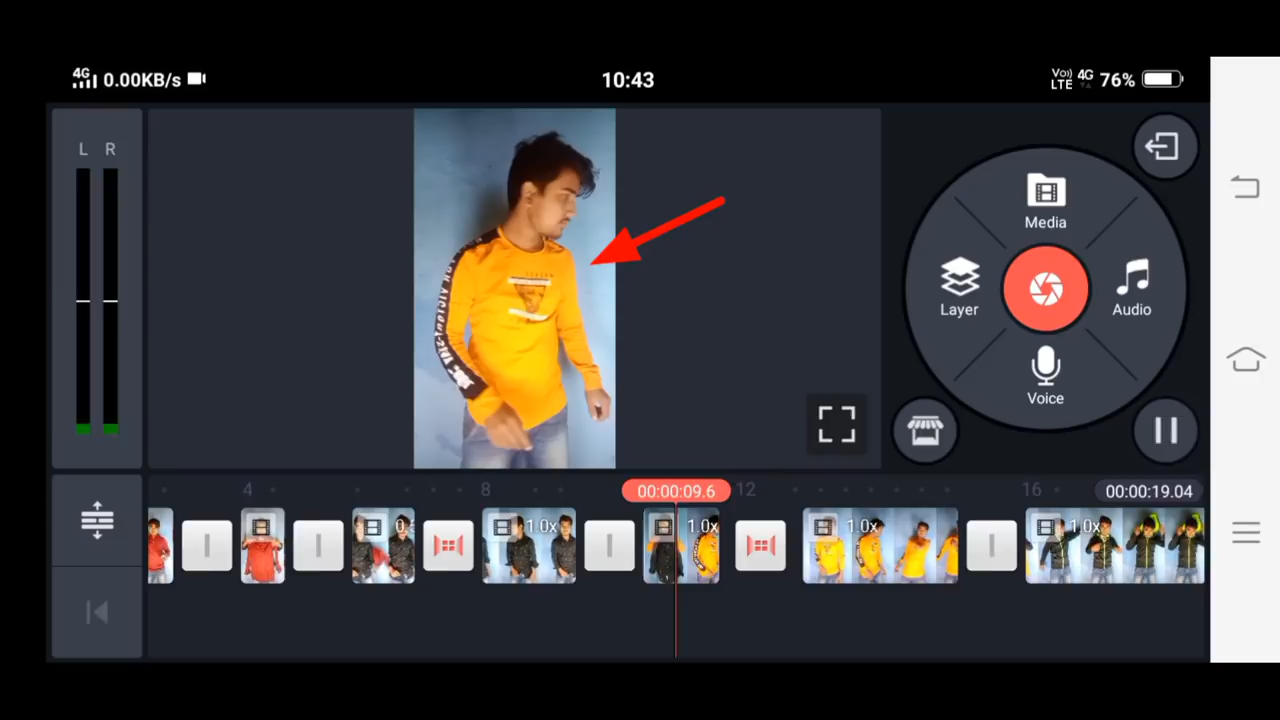 4G 0.00KB/s
10:43
Vo)) LTE 4G 76%
L R
Media
Layer
Audio
Voice
4
8
00:00:09.6
12
16
00:00:19.04
1.0x
1.0x
1.0x
1.0x